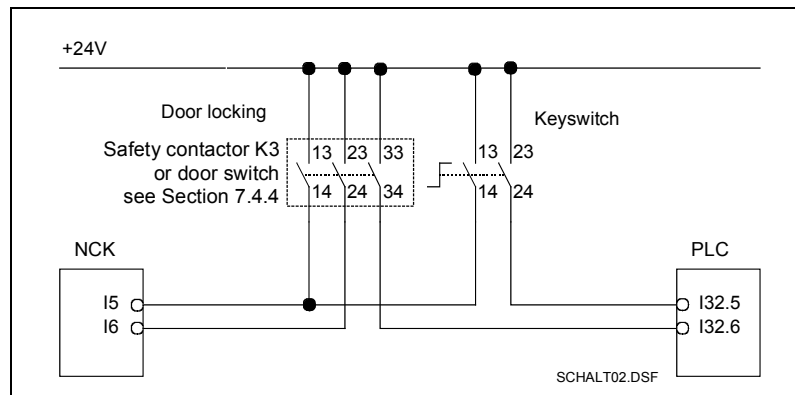 +24V
Door locking
Keyswitch
Safety contactor K3
or door switch
see Section 7.4.4
13 23 33
14 24 34
13 23
14 24
NCK
PLC
I5
I6
I32.5
I32.6
SCHALT02.DSF